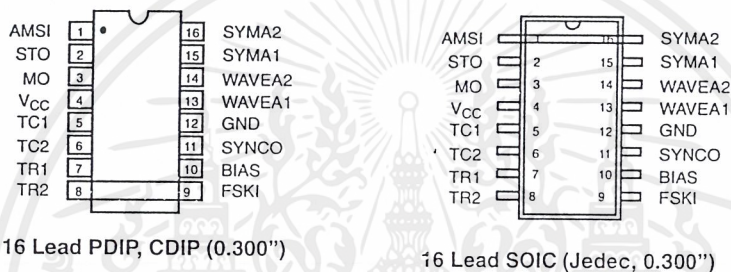 AMSI 1 16 SYMA2
STO 2 15 SYMA1
MO 3 14 WAVEA2
VCC 4 13 WAVEA1
TC1 5 12 GND
TC2 6 11 SYNCO
TR1 7 10 BIAS
TR2 8 9 FSKI
16 Lead PDIP, CDIP (0.300")
AMSI 1 16 SYMA2
STO 2 15 SYMA1
MO 3 14 WAVEA2
VCC 4 13 WAVEA1
TC1 5 12 GND
TC2 6 11 SYNCO
TR1 7 10 BIAS
TR2 8 9 FSKI
16 Lead SOIC (Jedec, 0.300")